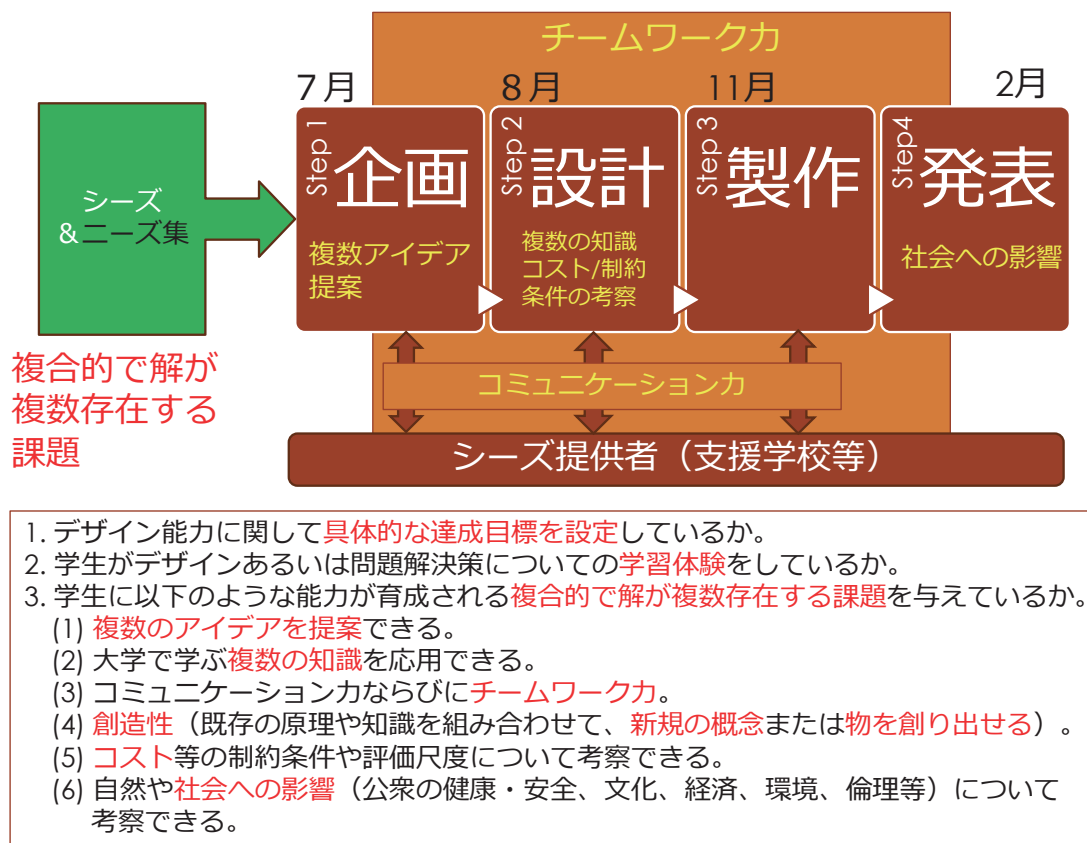 チームワーク力
7月
8月
11月
2月
シーズ
&ニーズ集
Step 1
企画
複数アイデア
提案
Step 2
設計
複数の知識
コスト/制約
条件の考察
Step 3
製作
Step4
発表
社会への影響
複合的で解が
複数存在する
課題
コミュニケーション力
シーズ提供者（支援学校等）
1. デザイン能力に関して具体的な達成目標を設定しているか。
2. 学生がデザインあるいは問題解決策についての学習体験をしているか。
3. 学生に以下のような能力が育成される複合的で解が複数存在する課題を与えているか。
(1) 複数のアイデアを提案できる。
(2) 大学で学ぶ複数の知識を応用できる。
(3) コミュニケーション力ならびにチームワーク力。
(4) 創造性（既存の原理や知識を組み合わせて、新規の概念または物を創り出せる）。
(5) コスト等の制約条件や評価尺度について考察できる。
(6) 自然や社会への影響（公衆の健康・安全、文化、経済、環境、倫理等）について
考察できる。